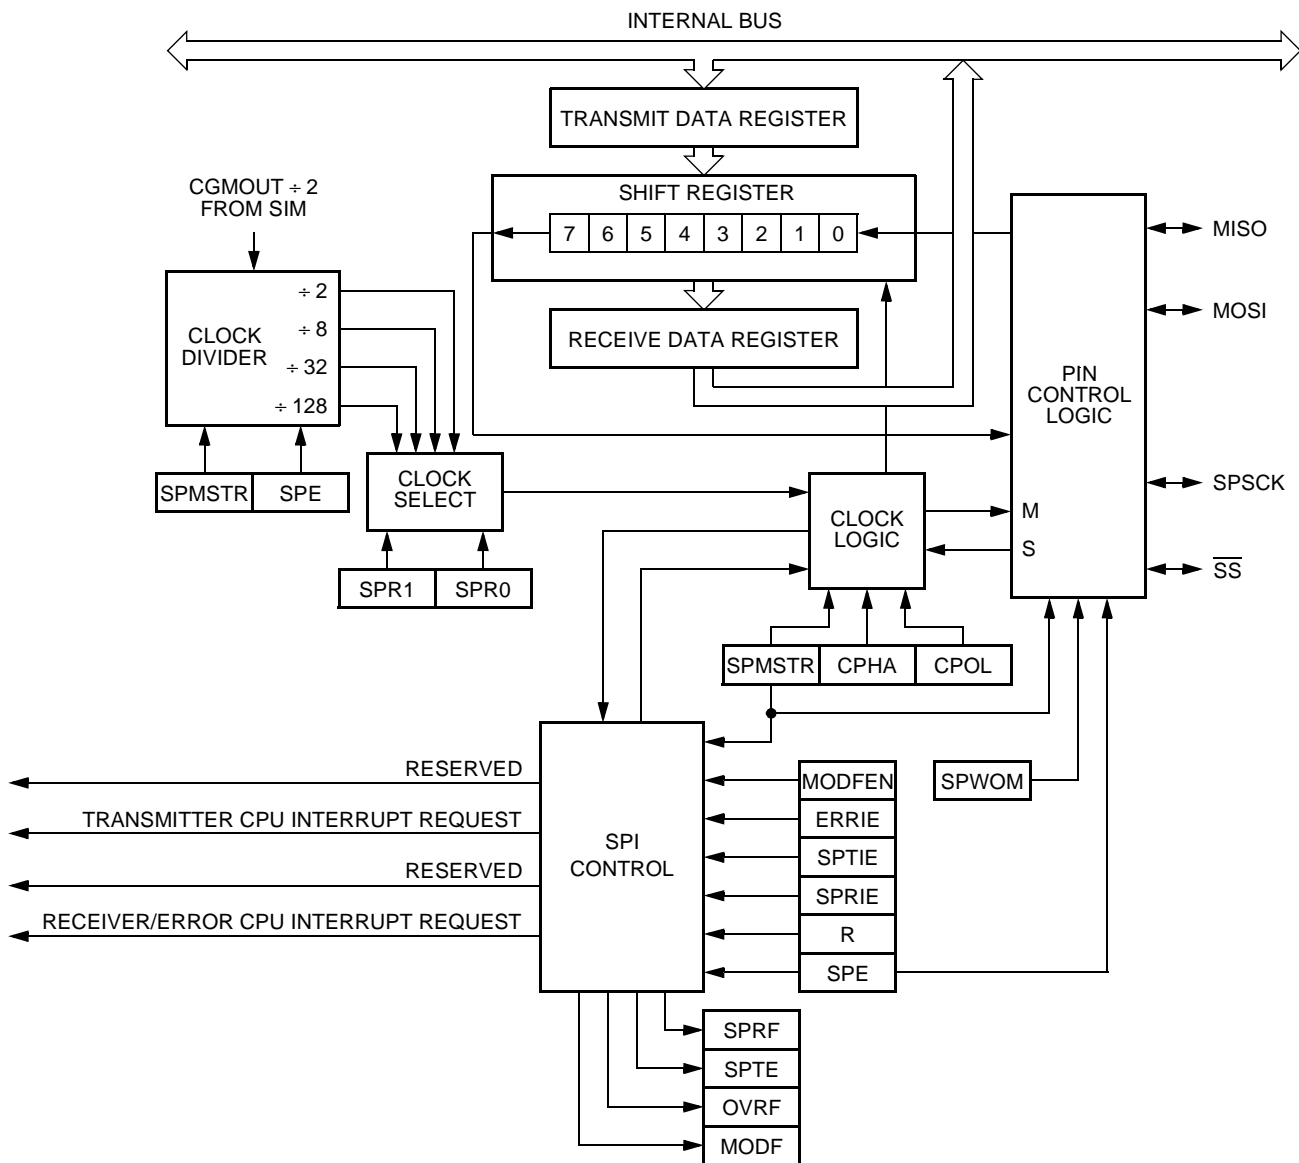 INTERNAL BUS
TRANSMIT DATA REGISTER
SHIFT REGISTER
7 6 5 4 3 2 1 0
CGMOUT ÷ 2
FROM SIM
RECEIVE DATA REGISTER
CLOCK
DIVIDER
÷ 2
÷ 8
÷ 32
÷ 128
SPMSTR SPE
CLOCK
SELECT
SPR1 SPR0
PIN
CONTROL
LOGIC
M
S
MISO
MOSI
SPSCK
S̅S̅
CLOCK
LOGIC
SPMSTR CPHA CPOL
SPWOM
SPI
CONTROL
RESERVED
TRANSMITTER CPU INTERRUPT REQUEST
RESERVED
RECEIVER/ERROR CPU INTERRUPT REQUEST
MODFEN
ERRIE
SPTIE
SPRIE
R
SPE
SPRF
SPTE
OVRF
MODF